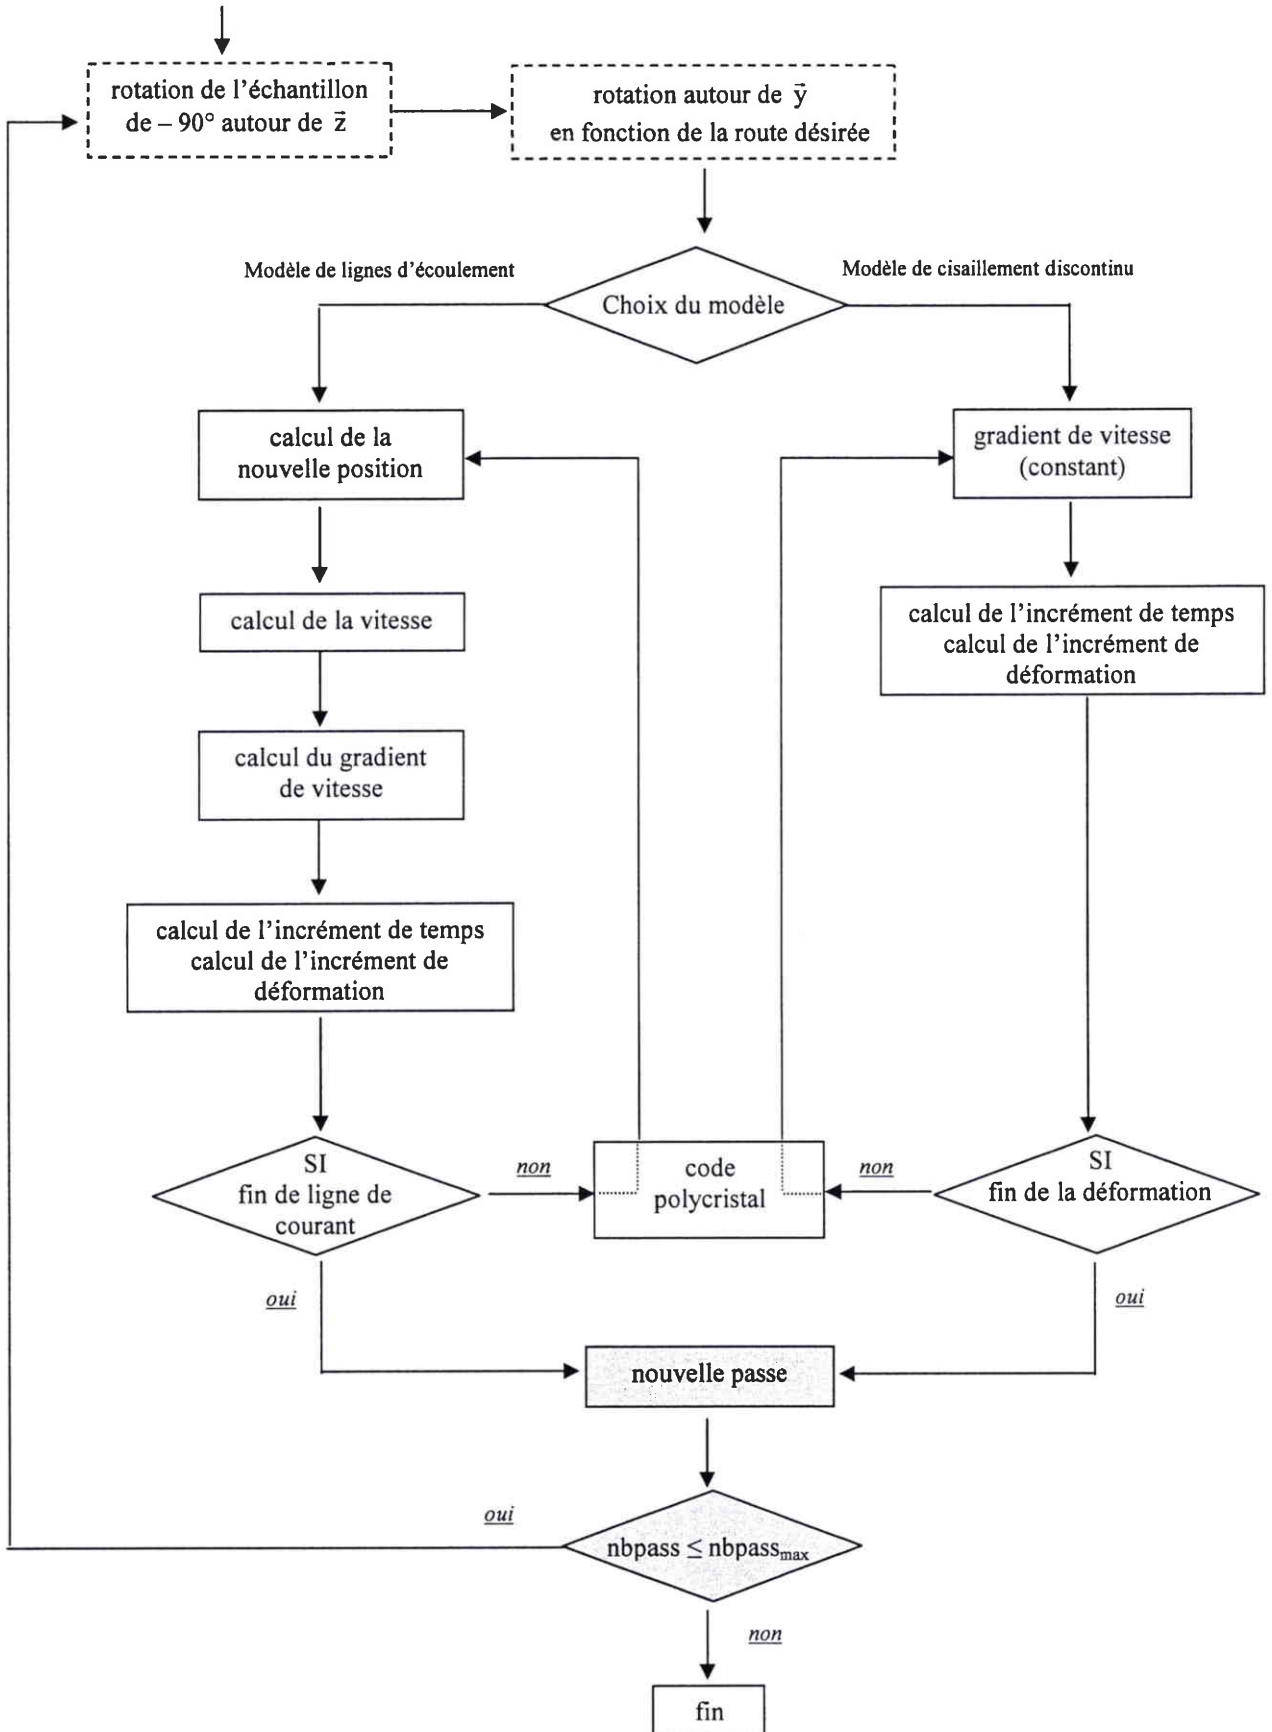 rotation de l'échantillon
de – 90° autour de z⃗
rotation autour de y⃗
en fonction de la route désirée
Modèle de lignes d'écoulement
Modèle de cisaillement discontinu
Choix du modèle
calcul de la
nouvelle position
gradient de vitesse
(constant)
calcul de la vitesse
calcul de l'incrément de temps
calcul de l'incrément de
déformation
calcul du gradient
de vitesse
calcul de l'incrément de temps
calcul de l'incrément de
déformation
SI
fin de ligne de
courant
non
code
polycristal
non
SI
fin de la déformation
oui
oui
nouvelle passe
oui
nbpass ≤ nbpassmax
non
fin